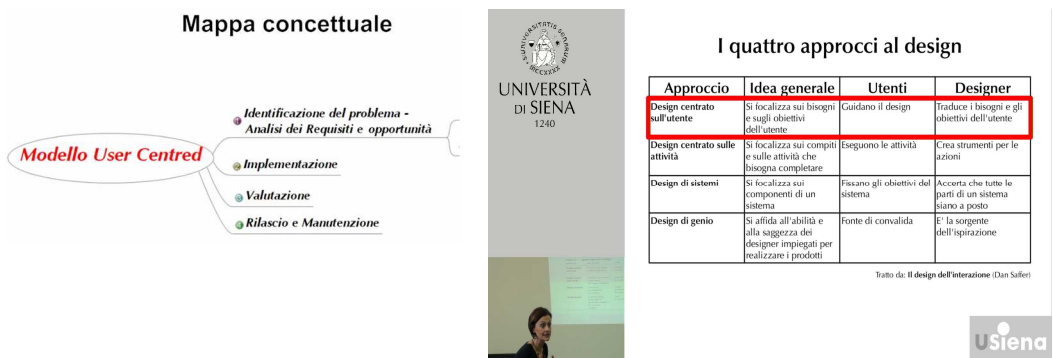 Mappa concettuale
Modello User Centred
Identificazione del problema -
Analisi dei Requisiti e opportunità
Implementazione
Valutazione
Rilascio e Manutenzione
UNIVERSITÀ
DI SIENA
1240
I quattro approcci al design
Approccio Idea generale Utenti Designer
Design centrato
sull'utente
Si focalizza sui bisogni
e sugli obiettivi
dell'utente
Guidano il design
Traduce i bisogni e gli
obiettivi dell'utente
Design centrato sulle
attività
Si focalizza sui compiti
e sulle attività che
bisogna completare
Eseguono le attività
Crea strumenti per le
azioni
Design di sistemi
Si focalizza sui
componenti di un
sistema
Fissano gli obiettivi del
sistema
Accerta che tutte le
parti di un sistema
siano a posto
Design di genio
Si affida all'abilità e
alla saggezza dei
designer impiegati per
realizzare i prodotti
Fonte di convalida
E' la sorgente
dell'ispirazione
Tratto da: Il design dell'interazione (Dan Saffer)
USiena